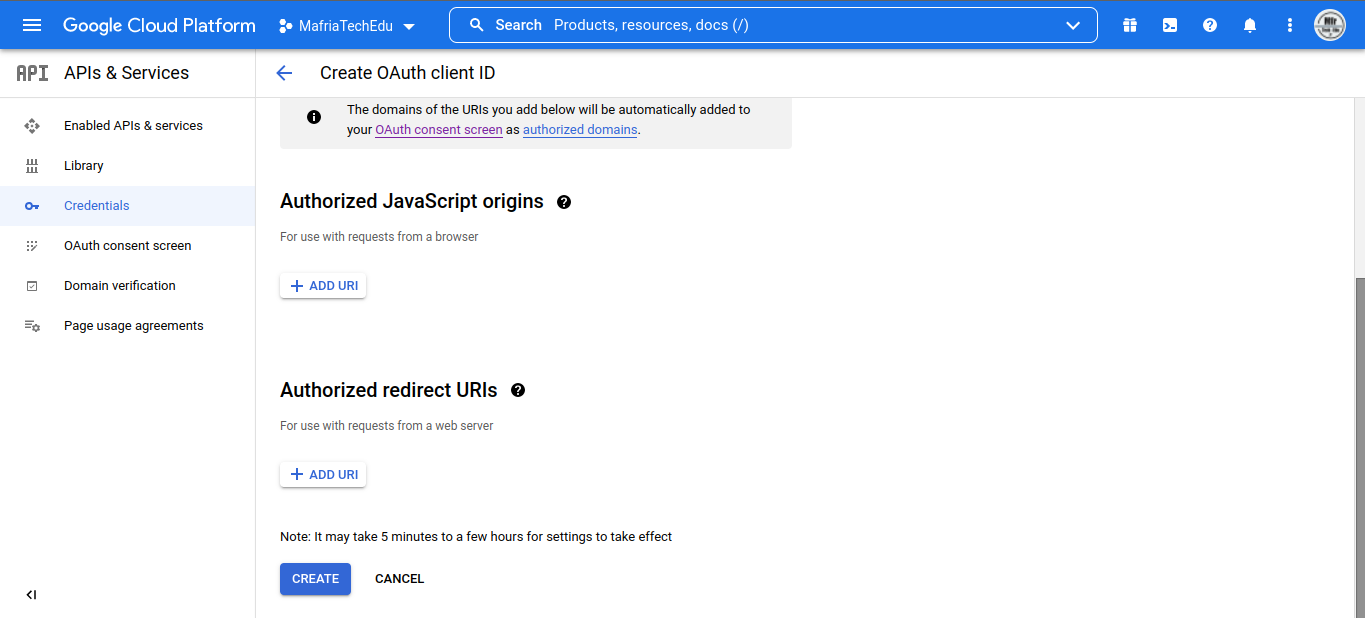 Google Cloud Platform
MafriaTechEdu
Search Products, resources, docs (/)
API APIs & Services
Create OAuth client ID
Enabled APIs & services
Library
Credentials
OAuth consent screen
Domain verification
Page usage agreements
The domains of the URIs you add below will be automatically added to
your OAuth consent screen as authorized domains.
Authorized JavaScript origins
For use with requests from a browser
ADD URI
Authorized redirect URIs
For use with requests from a web server
ADD URI
Note: It may take 5 minutes to a few hours for settings to take effect
CREATE CANCEL